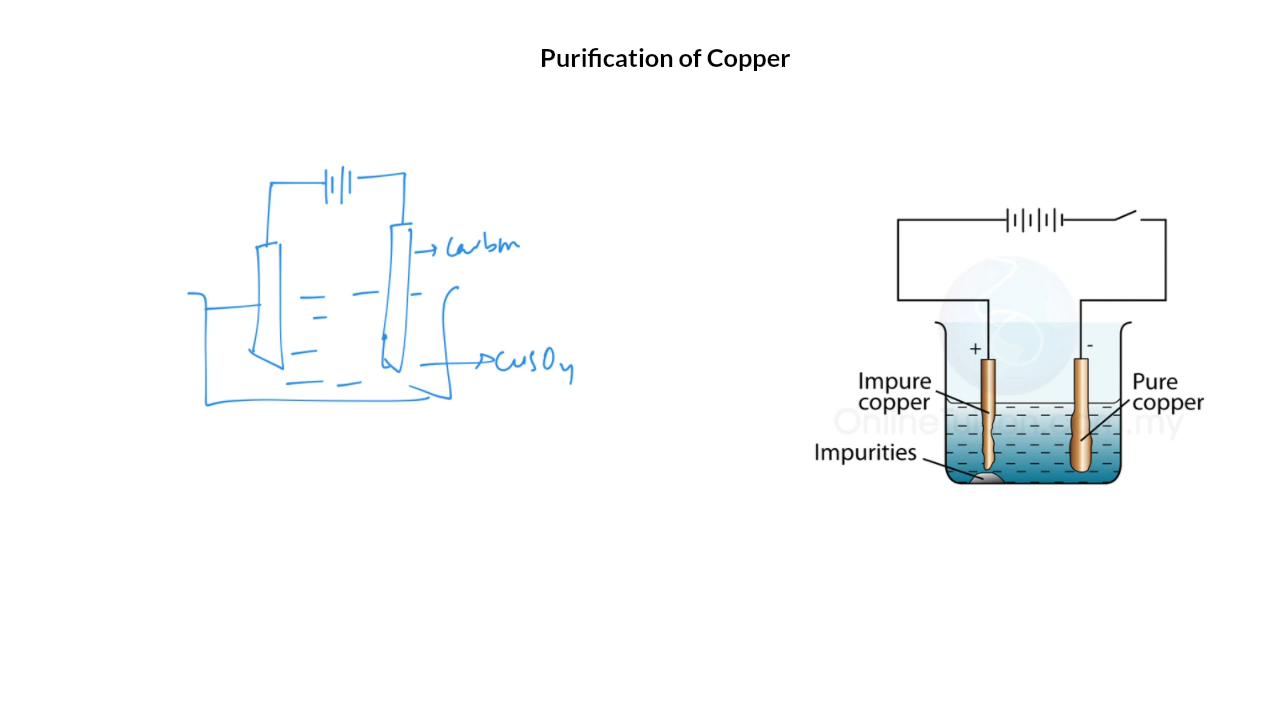 Purification of Copper
Carbon
CuSO4
+
-
Impure
copper
Pure
copper
Impurities